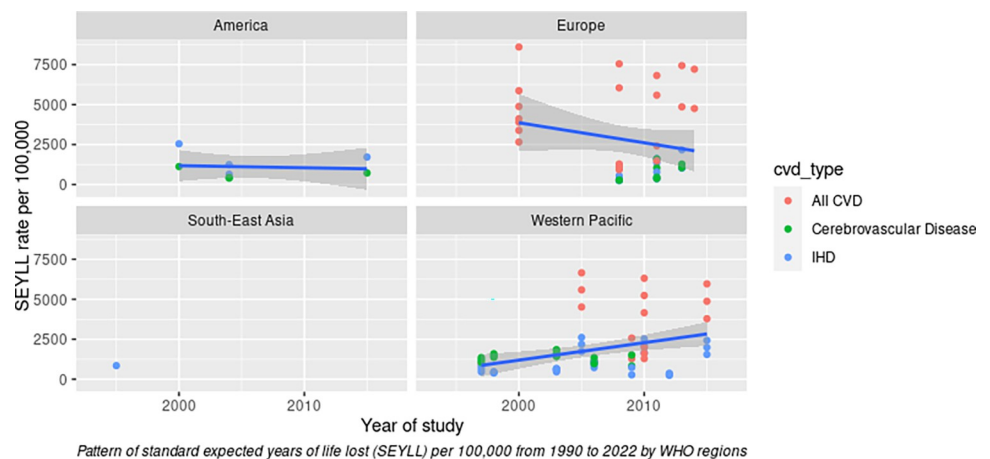 America
Europe
7500
5000
2500
0
South-East Asia
Western Pacific
7500
5000
2500
0
2000
2010
2000
2010
SEYLL rate per 100,000
Year of study
cvd_type
All CVD
Cerebrovascular Disease
IHD
Pattern of standard expected years of life lost (SEYLL) per 100,000 from 1990 to 2022 by WHO regions